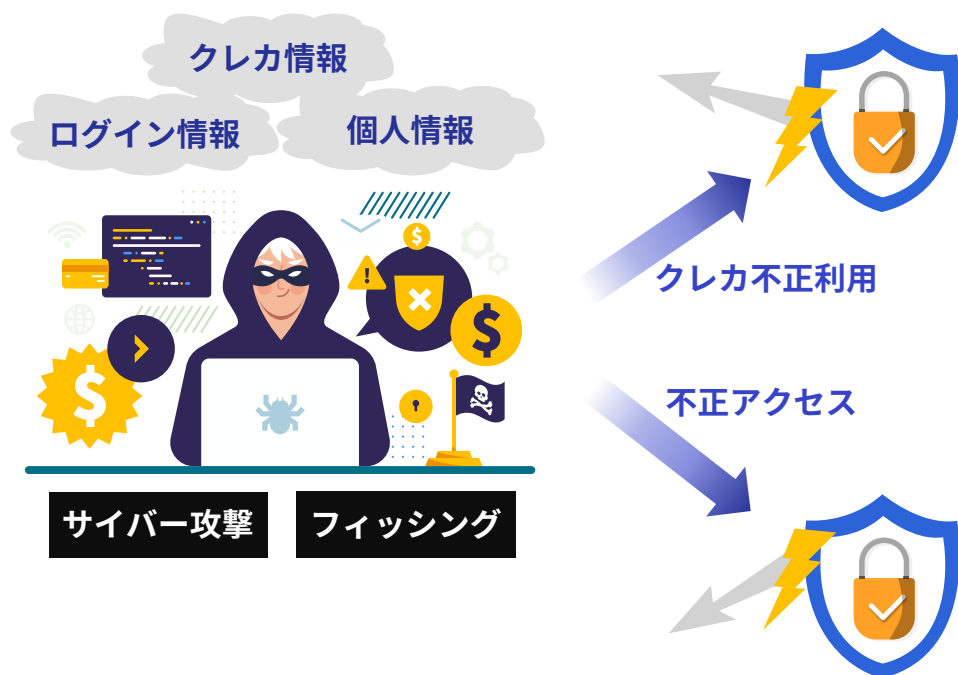 クレカ情報
ログイン情報
個人情報
クレカ不正利用
不正アクセス
サイバー攻撃
フィッシング